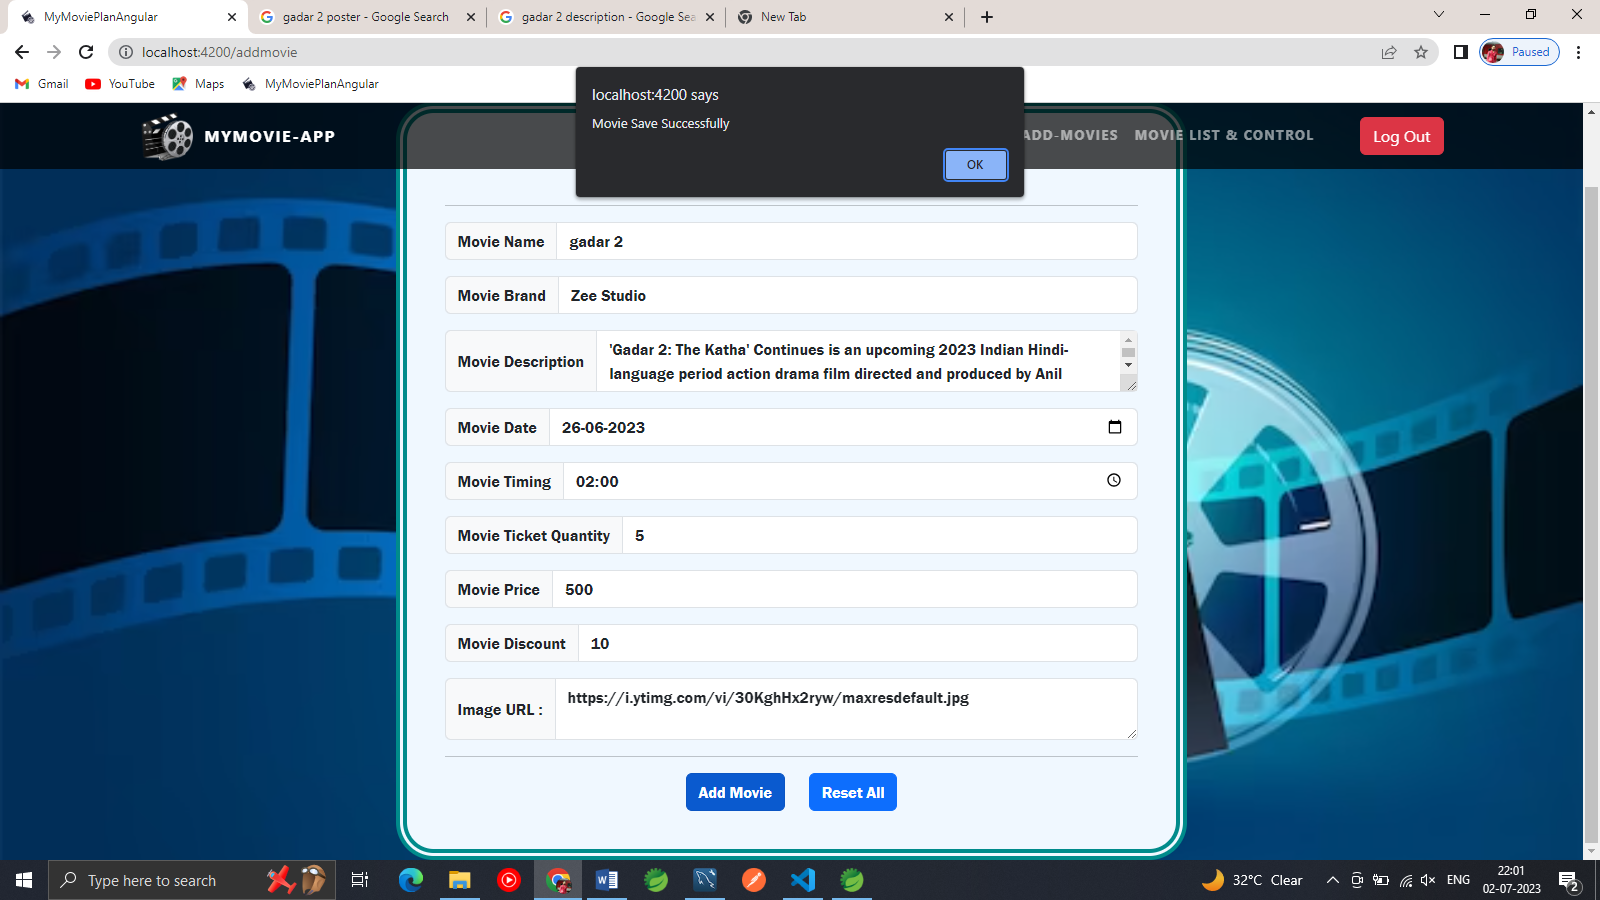 MyMoviePlanAngular
gadar 2 poster - Google Search
gadar 2 description - Google Sea
New Tab
localhost:4200/addmovie
Paused
Gmail
YouTube
Maps
MyMoviePlanAngular
localhost:4200 says
Movie Save Successfully
OK
MYMOVIE-APP
ADD-MOVIES
MOVIE LIST & CONTROL
Log Out
Movie Name
gadar 2
Movie Brand
Zee Studio
Movie Description
'Gadar 2: The Katha' Continues is an upcoming 2023 Indian Hindi-
language period action drama film directed and produced by Anil
Movie Date
26-06-2023
Movie Timing
02:00
Movie Ticket Quantity
5
Movie Price
500
Movie Discount
10
Image URL :
https://i.ytimg.com/vi/30KghHx2ryw/maxresdefault.jpg
Add Movie
Reset All
Type here to search
32°C Clear
ENG
22:01
02-07-2023
2